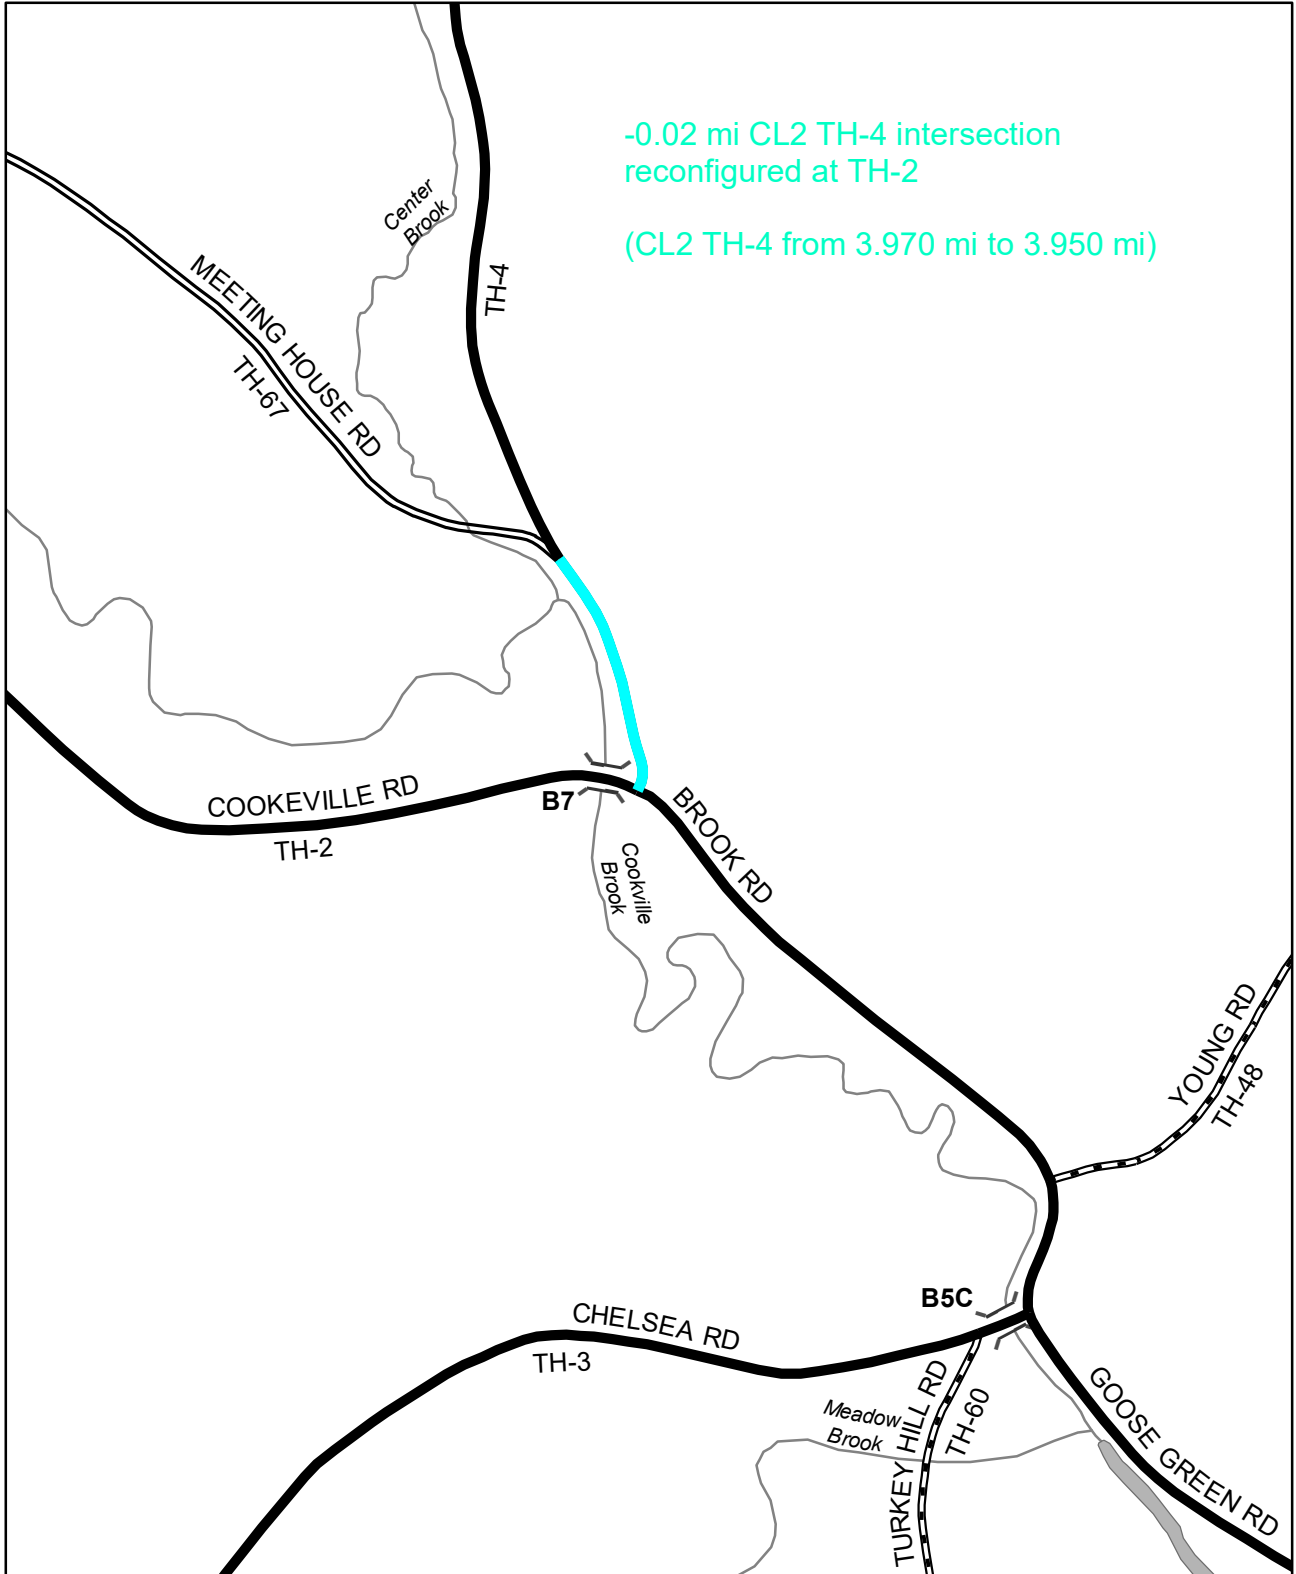 -0.02 mi CL2 TH-4 intersection
reconfigured at TH-2
(CL2 TH-4 from 3.970 mi to 3.950 mi)
Center
Brook
TH-4
MEETING HOUSE RD
TH-67
COOKEVILLE RD
TH-2
B7
BROOK RD
Cookville
Brook
YOUNG RD
TH-48
B5C
CHELSEA RD
TH-3
TURKEY HILL RD
TH-60
Meadow
Brook
GOOSE GREEN RD